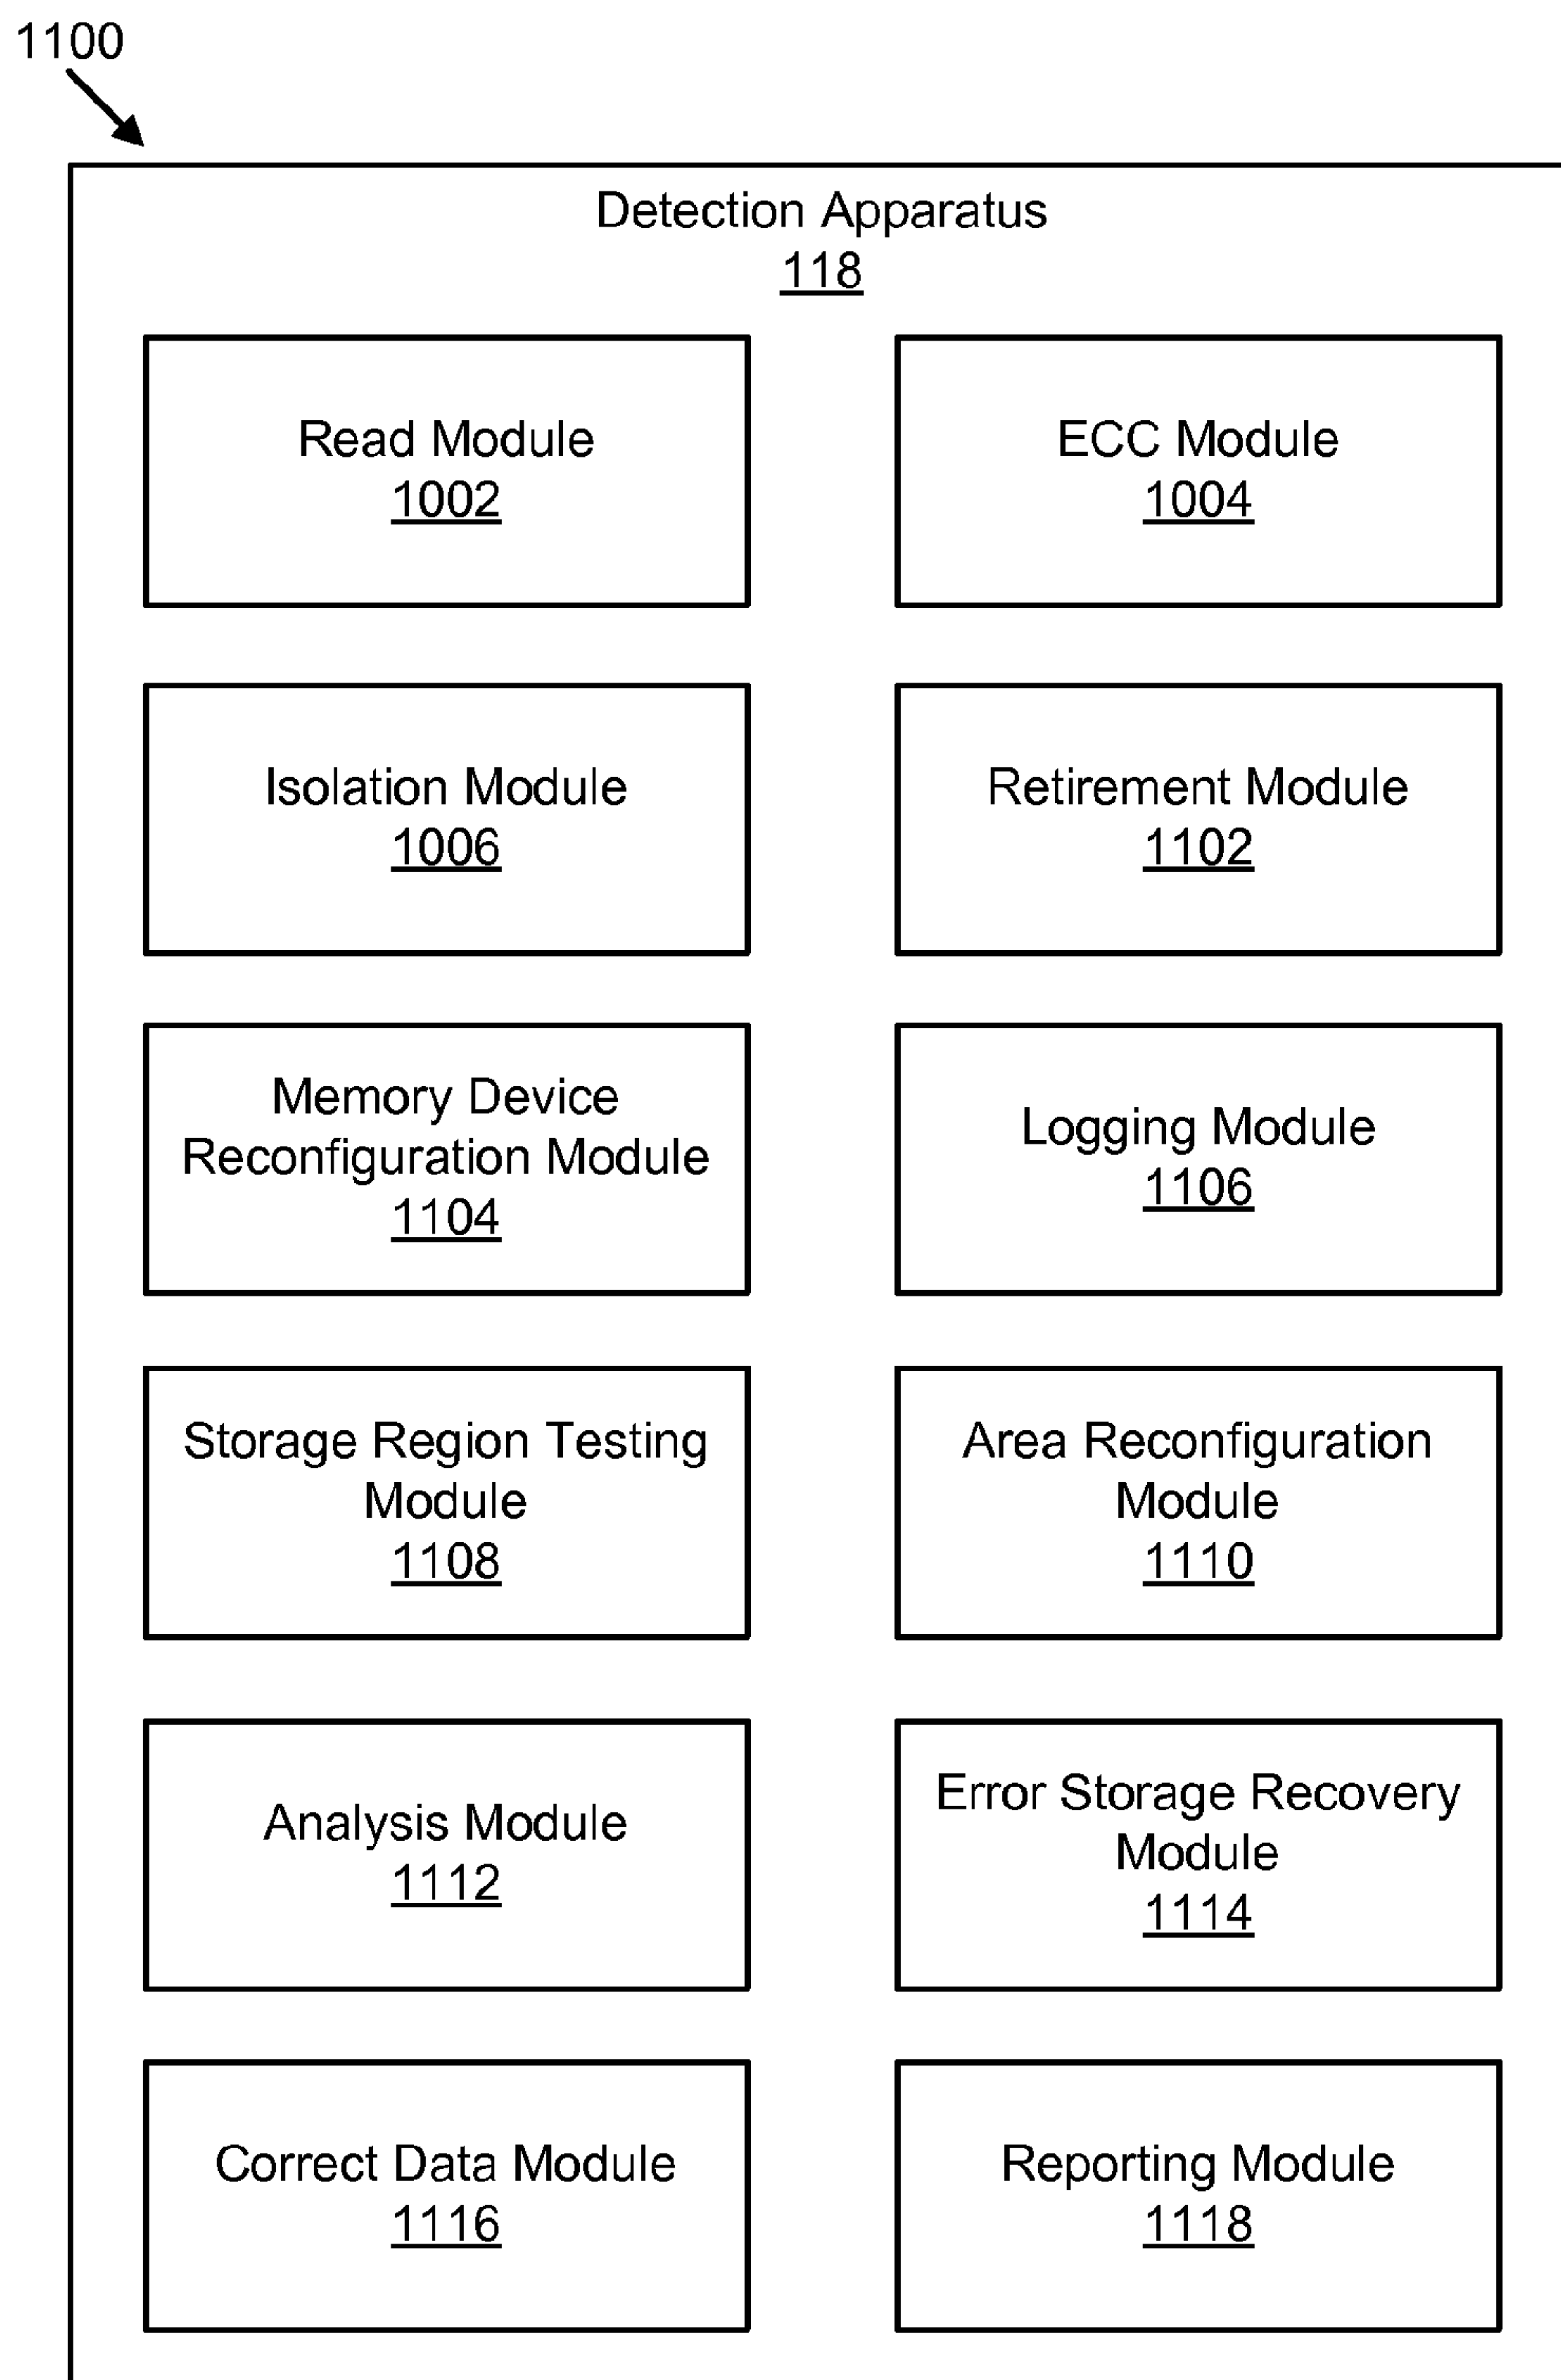 1100
Detection Apparatus
118
Read Module
1002
ECC Module
1004
Isolation Module
1006
Retirement Module
1102
Memory Device
Reconfiguration Module
1104
Logging Module
1106
Storage Region Testing
Module
1108
Area Reconfiguration
Module
1110
Analysis Module
1112
Error Storage Recovery
Module
1114
Correct Data Module
1116
Reporting Module
1118